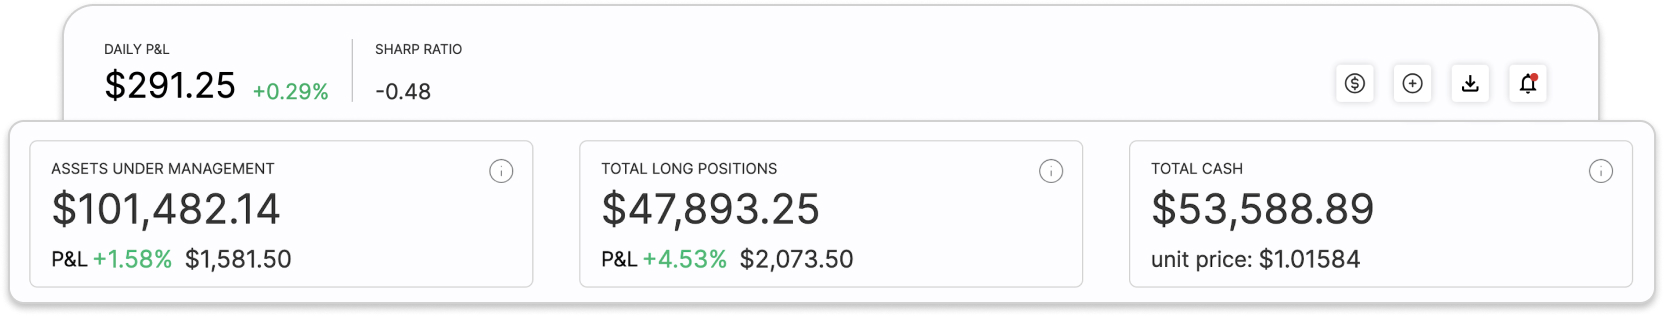 DAILY P&L
$291.25 +0.29%
SHARP RATIO
-0.48
ASSETS UNDER MANAGEMENT
$101,482.14
P&L +1.58% $1,581.50
TOTAL LONG POSITIONS
$47,893.25
P&L +4.53% $2,073.50
TOTAL CASH
$53,588.89
unit price: $1.01584